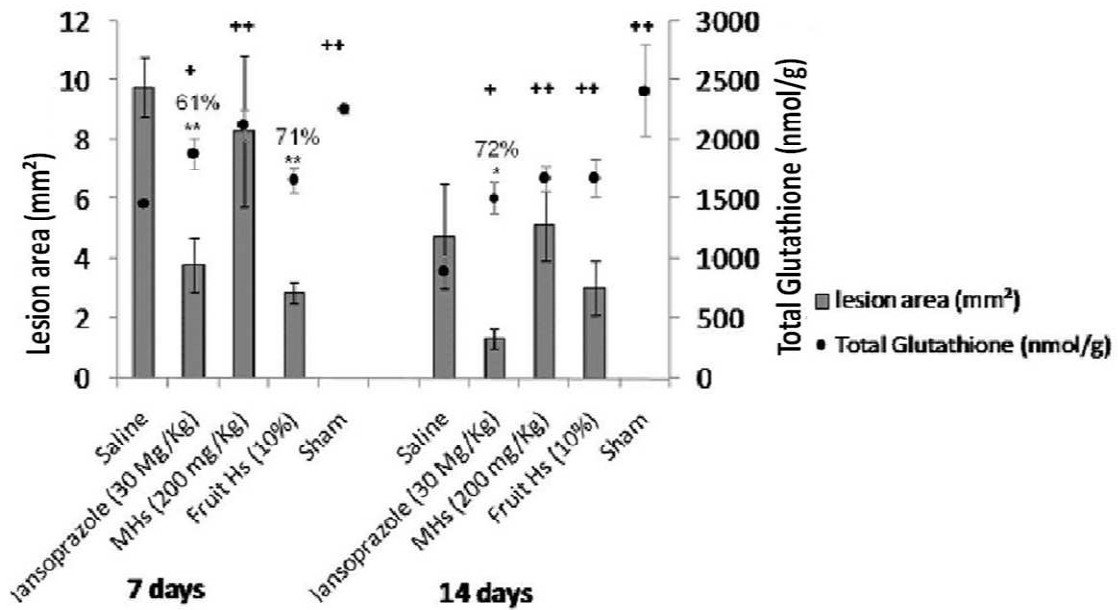 12
10
8
6
4
2
0
Lesion area (mm²)
+
61%
**
++
71%
**
++
+
72%
*
++
++
++
3000
2500
2000
1500
1000
500
0
Total Glutathione (nmol/g)
lesion area (mm²)
Total Glutathione (nmol/g)
Saline
lansoprazole (30 Mg/Kg)
MHs (200 mg/Kg)
Fruit Hs (10%)
Sham
Saline
lansoprazole (30 Mg/Kg)
MHs (200 mg/Kg)
Fruit Hs (10%)
Sham
7 days
14 days